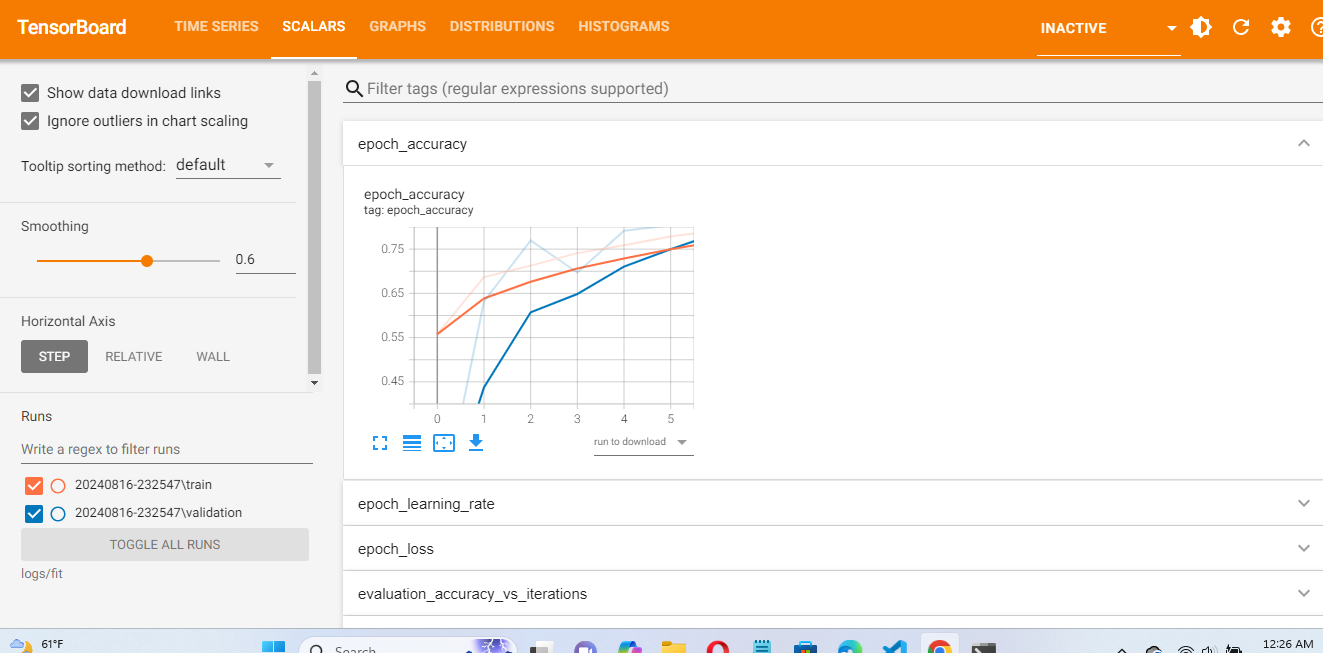 TensorBoard TIME SERIES SCALARS GRAPHS DISTRIBUTIONS HISTOGRAMS INACTIVE
Show data download links
Ignore outliers in chart scaling
Tooltip sorting method: default
Smoothing
0.6
Horizontal Axis
STEP RELATIVE WALL
Runs
Write a regex to filter runs
20240816-232547\train
20240816-232547\validation
TOGGLE ALL RUNS
logs/fit
Filter tags (regular expressions supported)
epoch_accuracy
epoch_accuracy
tag: epoch_accuracy
0.75
0.65
0.55
0.45
0 1 2 3 4 5
run to download
epoch_learning_rate
epoch_loss
evaluation_accuracy_vs_iterations
61°F
Search
12:26 AM